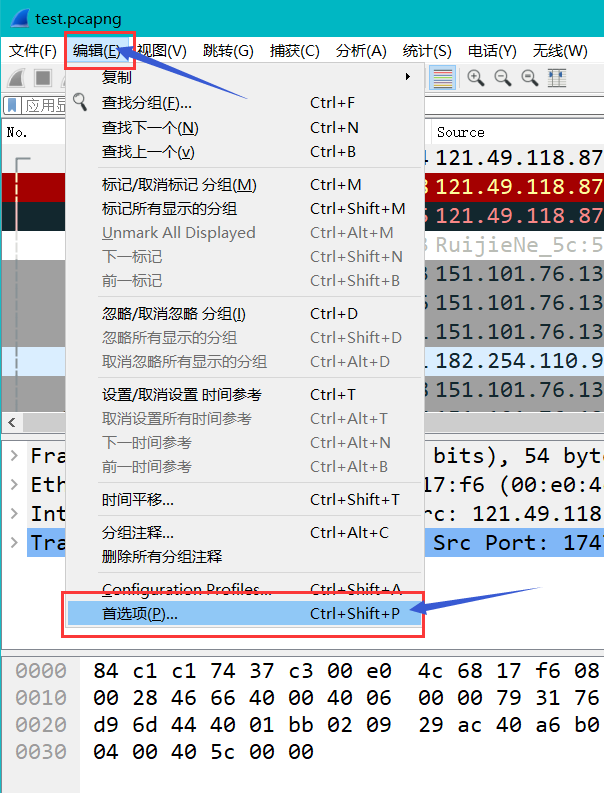 test.pcapng
文件(F) 编辑(E) 视图(V) 跳转(G) 捕获(C) 分析(A) 统计(S) 电话(Y) 无线(W)
复制
应用显
查找分组(F)... Ctrl+F
No. Source
查找下一个(N) Ctrl+N
查找上一个(v) Ctrl+B
121.49.118.87
标记/取消标记 分组(M) Ctrl+M
121.49.118.87
标记所有显示的分组 Ctrl+Shift+M
121.49.118.87
Unmark All Displayed Ctrl+Alt+M
RuijieNe_5c:5
下一标记 Ctrl+Shift+N
151.101.76.13
前一标记 Ctrl+Shift+B
151.101.76.13
忽略/取消忽略 分组(I) Ctrl+D
151.101.76.13
忽略所有显示的分组 Ctrl+Shift+D
取消忽略所有显示的分组 Ctrl+Alt+D
182.254.110.9
设置/取消设置 时间参考 Ctrl+T
151.101.76.13
取消设置所有时间参考 Ctrl+Alt+T
下一时间参考 Ctrl+Alt+N
前一时间参考 Ctrl+Alt+B
Fra bits), 54 byt
Eth 17:f6 (00:e0:4
时间平移... Ctrl+Shift+T
Int rc: 121.49.118
分组注释... Ctrl+Alt+C
Tra Src Port: 174
删除所有分组注释
Configuration Profiles... Ctrl+Shift+A
首选项(P)... Ctrl+Shift+P
0000 84 c1 c1 74 37 c3 00 e0 4c 68 17 f6 08
0010 00 28 46 66 40 00 40 06 00 00 79 31 76
0020 d9 6d 44 40 01 bb 02 09 29 ac 40 a6 b0
0030 04 00 40 5c 00 00